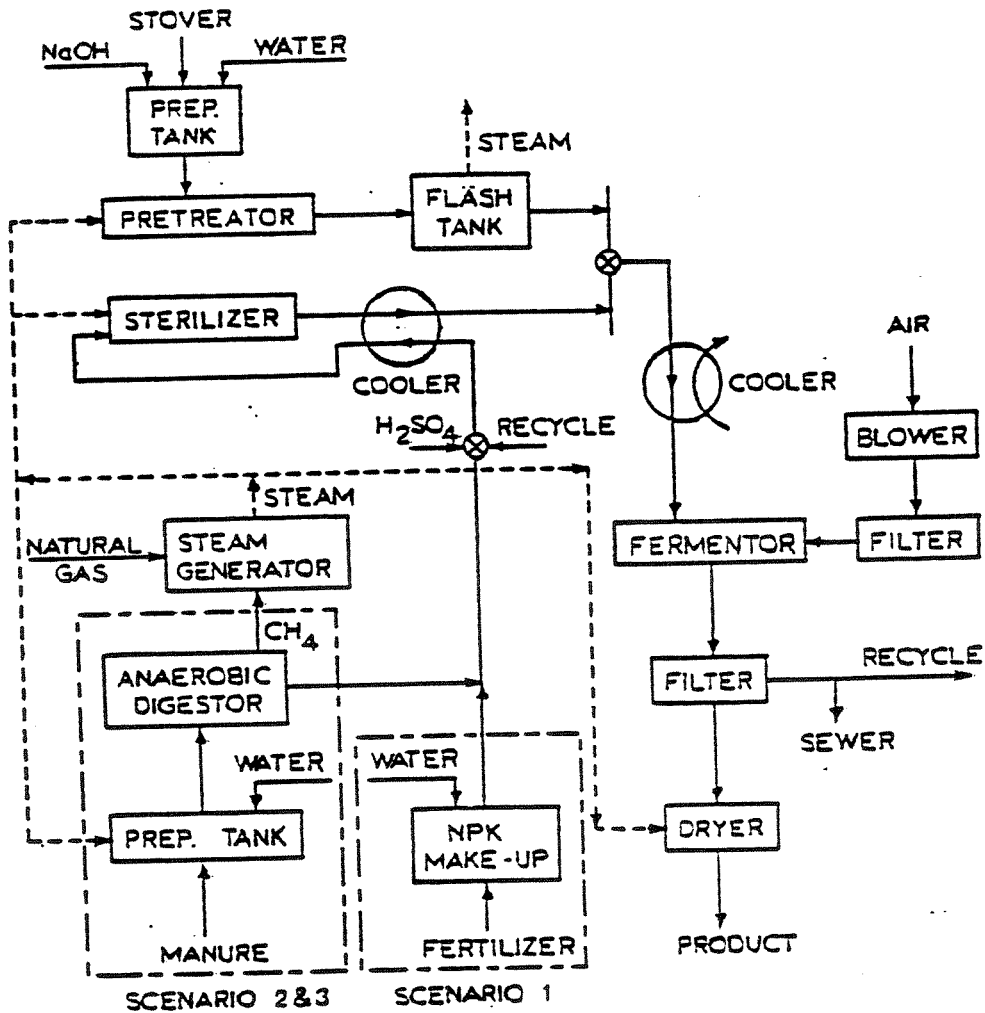 STOVER
NaOH
WATER
PREP.
TANK
STEAM
PRETREATOR
FLASH
TANK
STERILIZER
COOLER
AIR
COOLER
BLOWER
H₂SO₄
RECYCLE
STEAM
NATURAL
GAS
STEAM
GENERATOR
FERMENTOR
FILTER
CH₄
ANAEROBIC
DIGESTOR
FILTER
RECYCLE
SEWER
WATER
WATER
PREP. TANK
NPK
MAKE-UP
DRYER
MANURE
FERTILIZER
PRODUCT
SCENARIO 2&3
SCENARIO 1